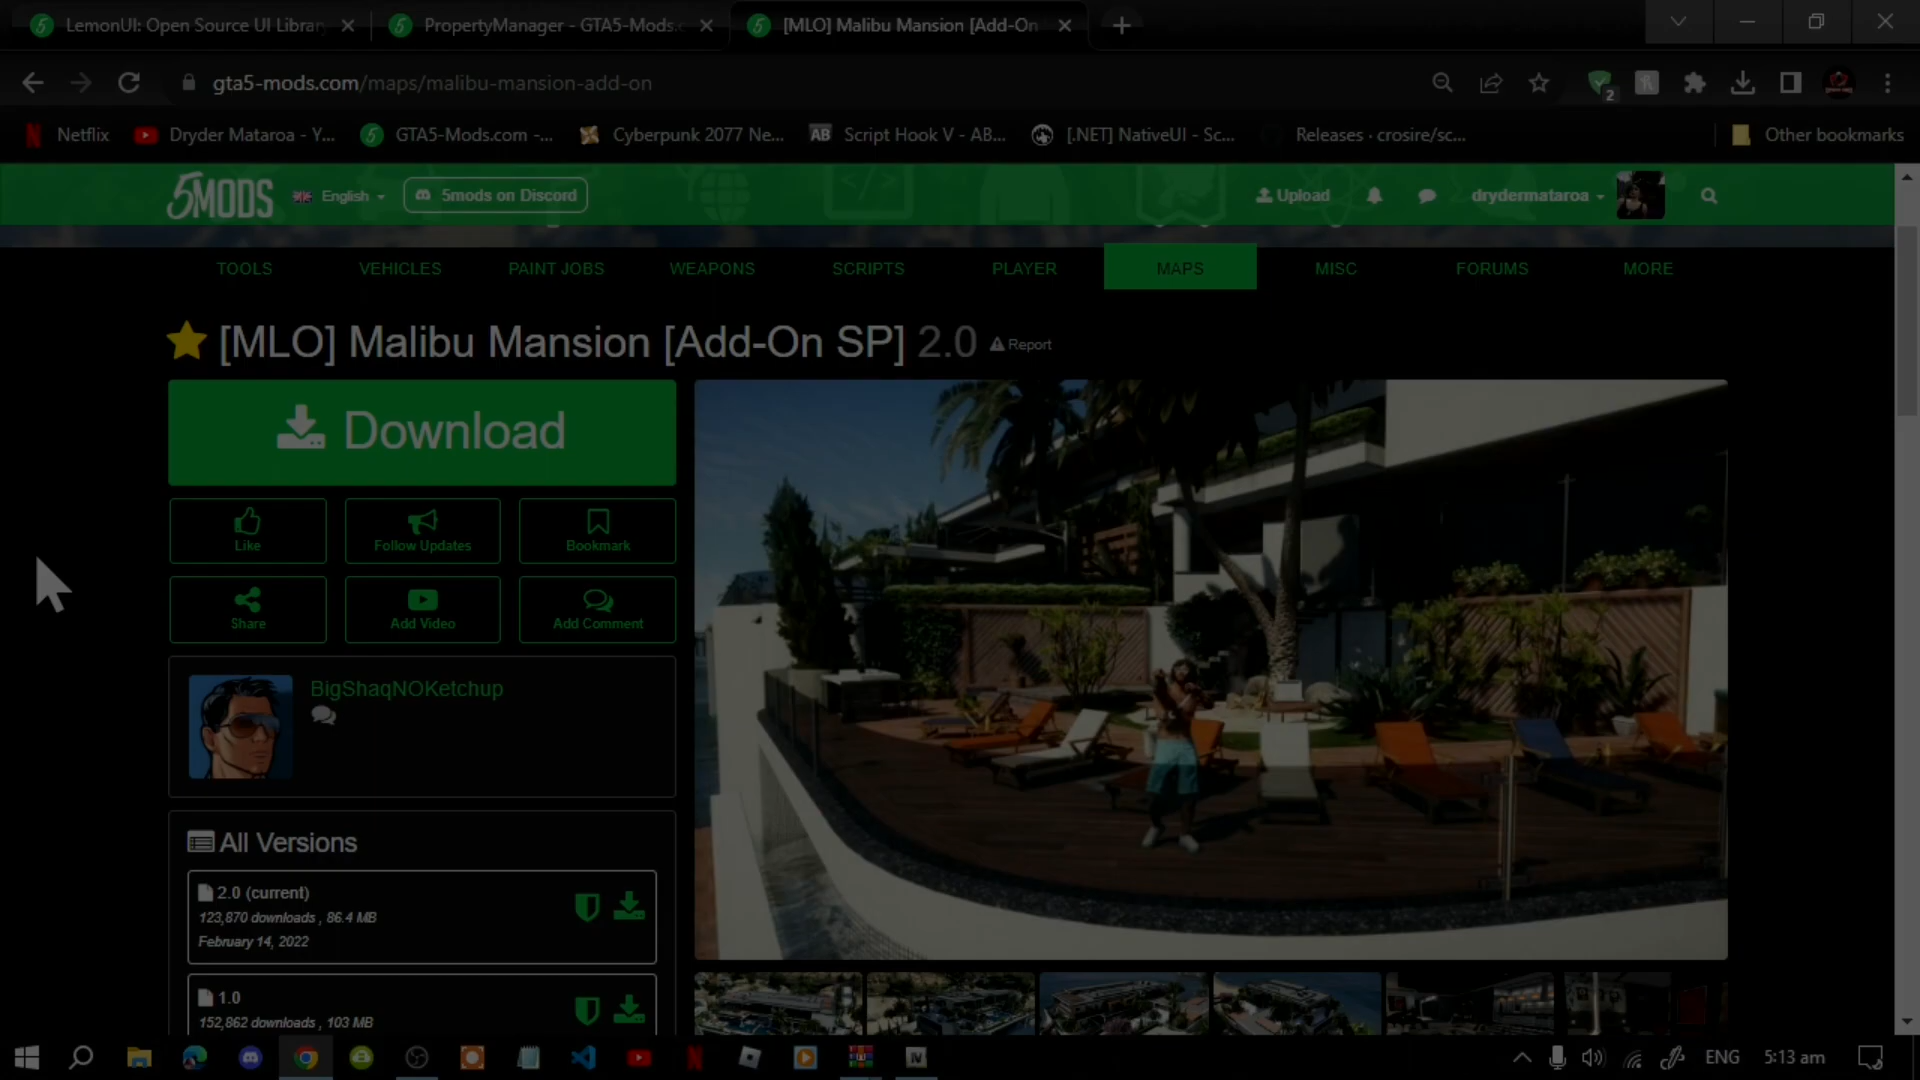 LemonUI: Open Source UI Librar
PropertyManager - GTA5-Mods.c
[MLO] Malibu Mansion [Add-On
gta5-mods.com/maps/malibu-mansion-add-on
2
Netflix
Dryder Mataroa - Y...
GTA5-Mods.com -...
Cyberpunk 2077 Ne...
AB Script Hook V - AB...
[.NET] NativeUI - Sc...
Releases · crosire/sc...
Other bookmarks
5MODS
English
5mods on Discord
Upload
drydermataroa
TOOLS
VEHICLES
PAINT JOBS
WEAPONS
SCRIPTS
PLAYER
MAPS
MISC
FORUMS
MORE
[MLO] Malibu Mansion [Add-On SP] 2.0 Report
Download
Like
Follow Updates
Bookmark
Share
Add Video
Add Comment
BigShaqNOKetchup
All Versions
2.0 (current)
123,870 downloads , 86.4 MB
February 14, 2022
1.0
152,862 downloads , 103 MB
ENG
5:13 am